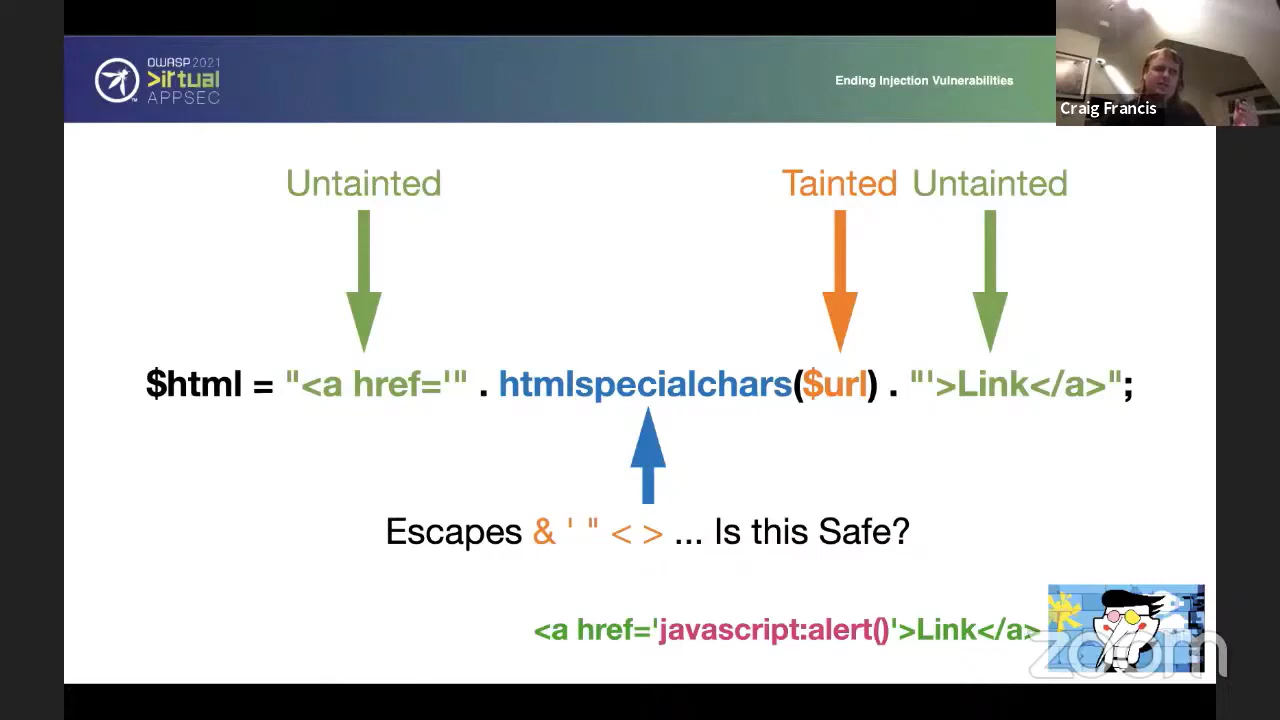 OWASP 2021
>irtual
APPSEC
Ending Injection Vulnerabilities
Craig Francis
Untainted
Tainted Untainted
$html = "<a href='" . htmlspecialchars($url) . "'>Link</a>";
Escapes & ' " < > ... Is this Safe?
<a href='javascript:alert()'>Link</a>
zoom